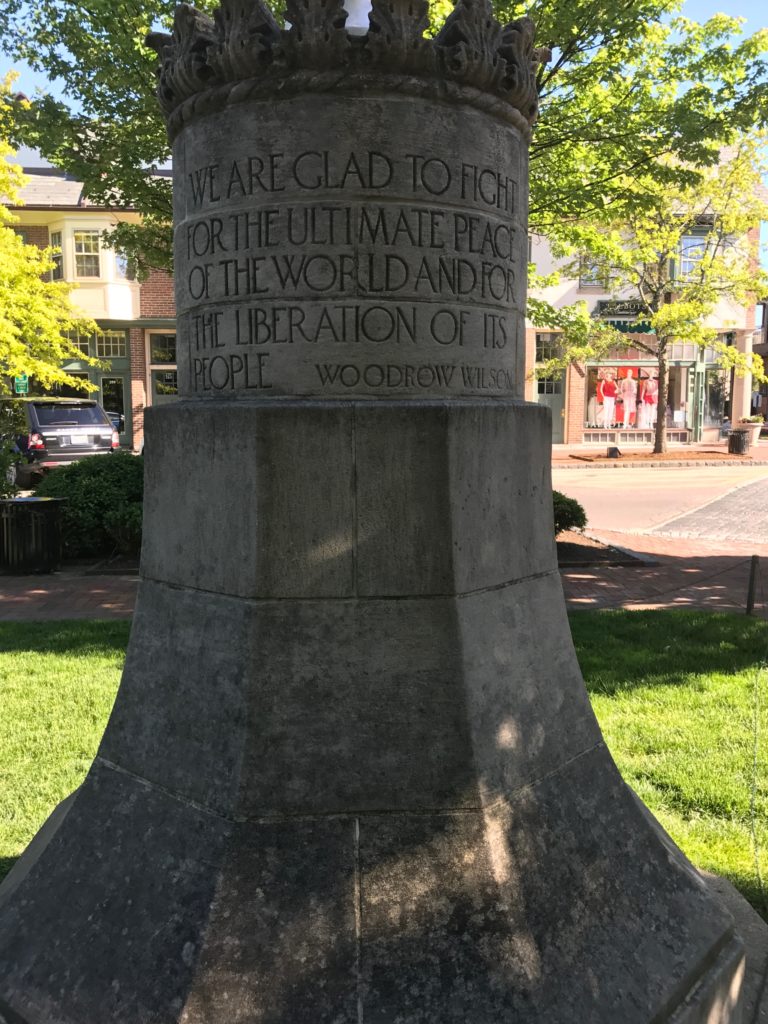 WE ARE GLAD TO FIGHT
FOR THE ULTIMATE PEACE
OF THE WORLD AND FOR
THE LIBERATION OF ITS
PEOPLE WOODROW WILSON